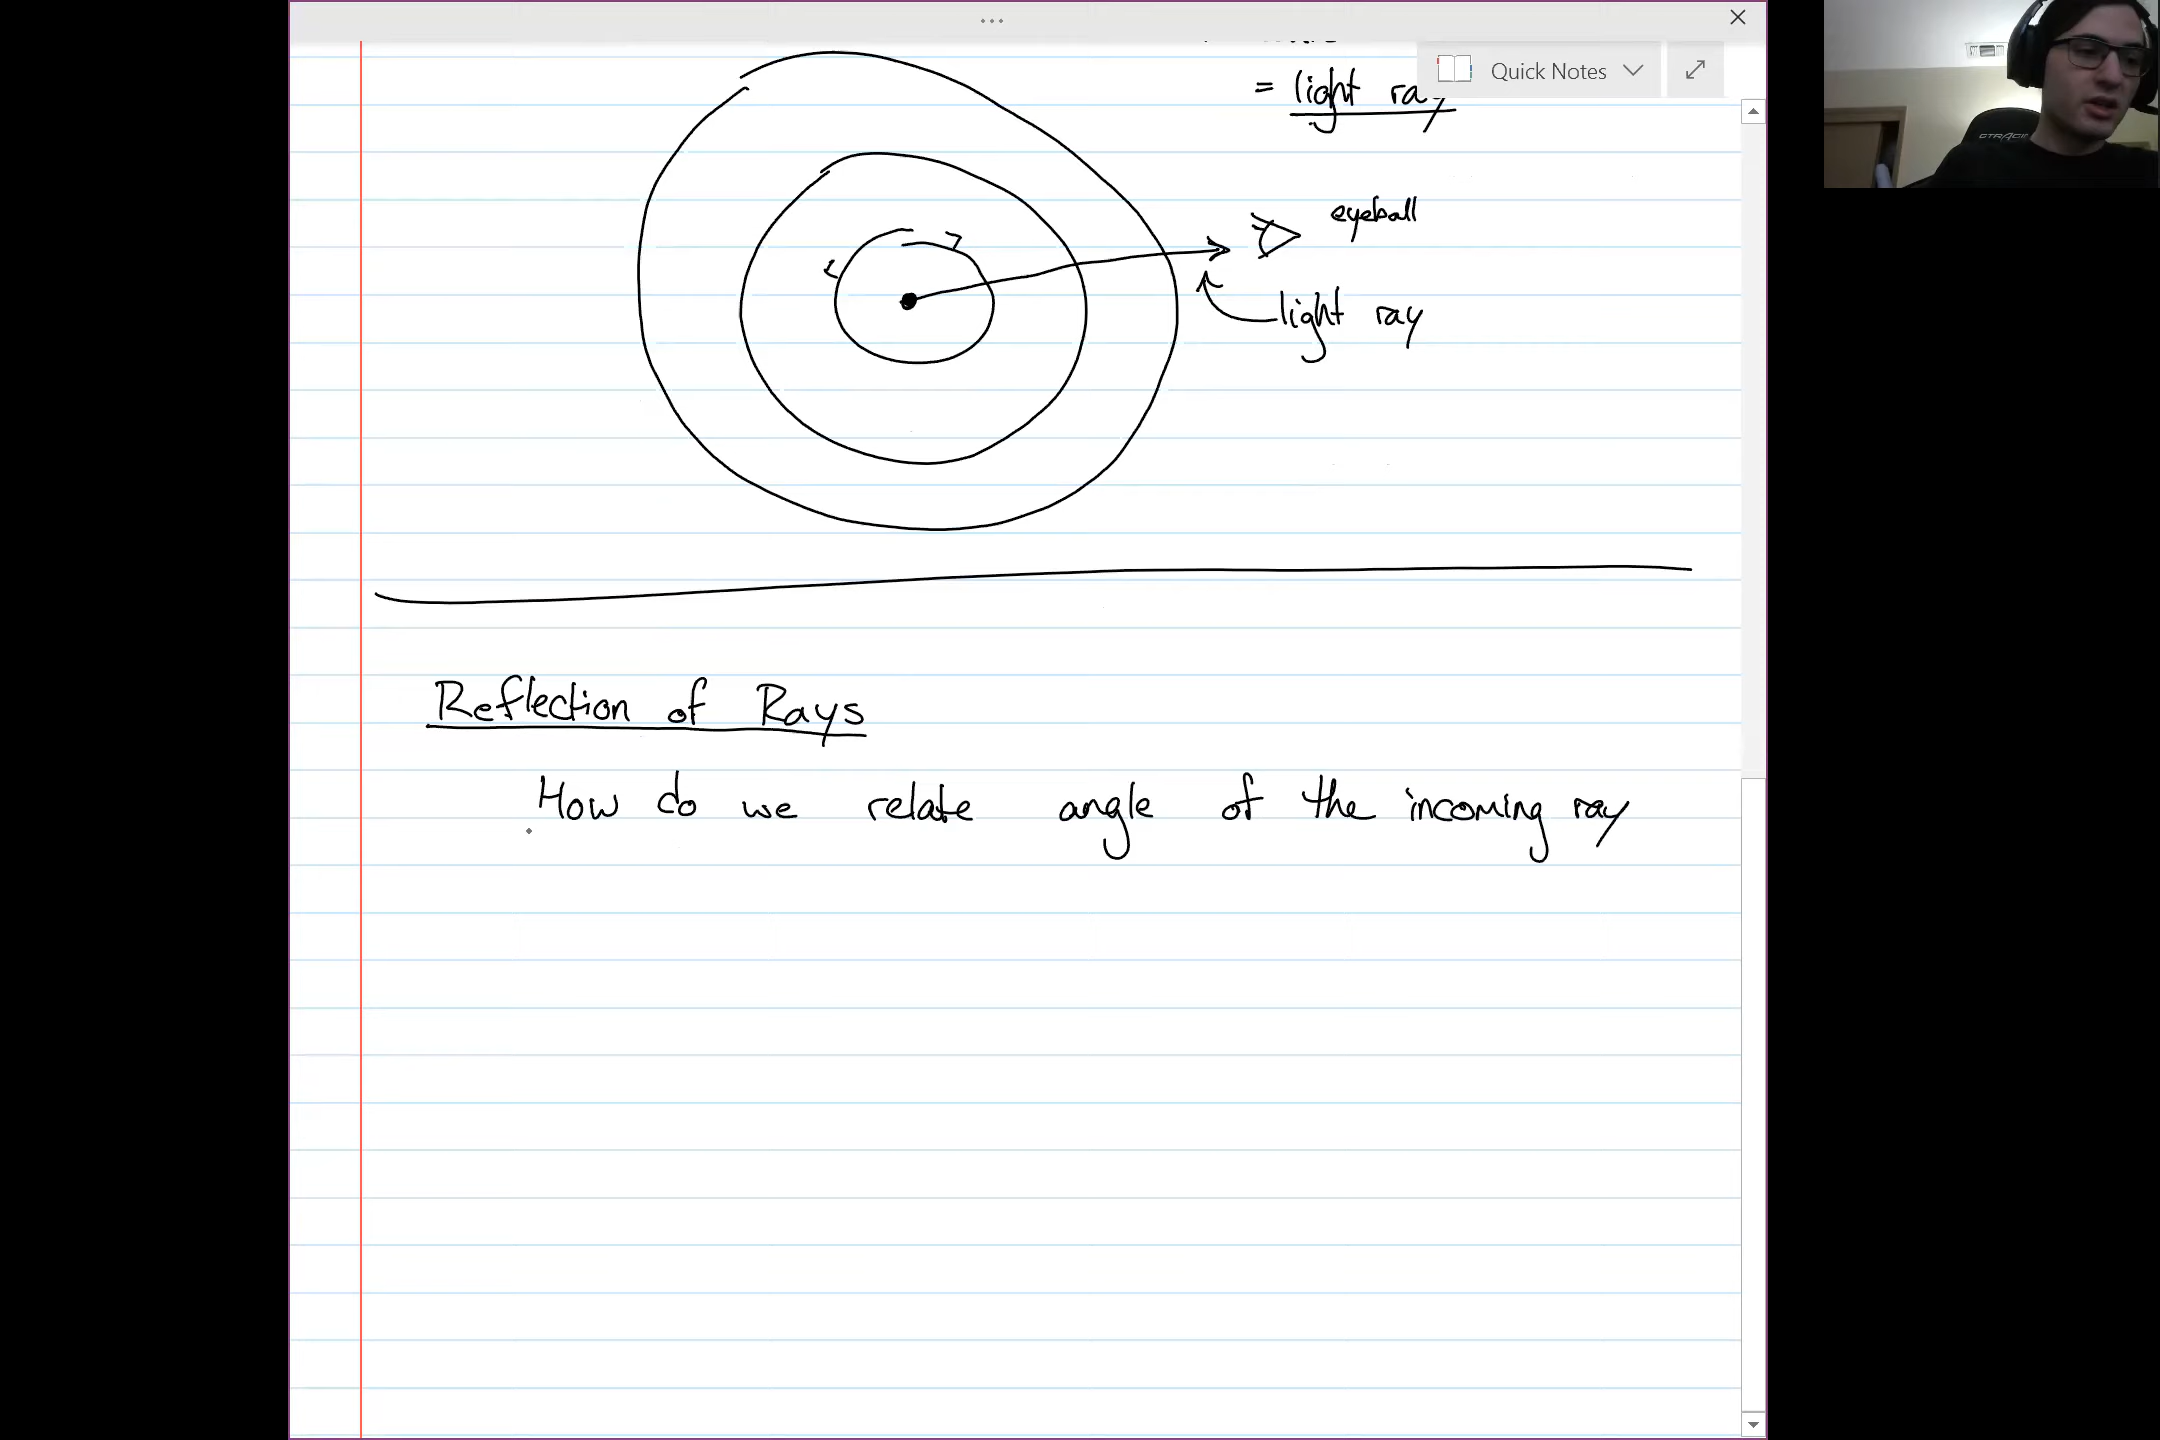 Quick Notes
= light ray
eyeball
light ray
Reflection of Rays
How do we relate angle of the incoming ray